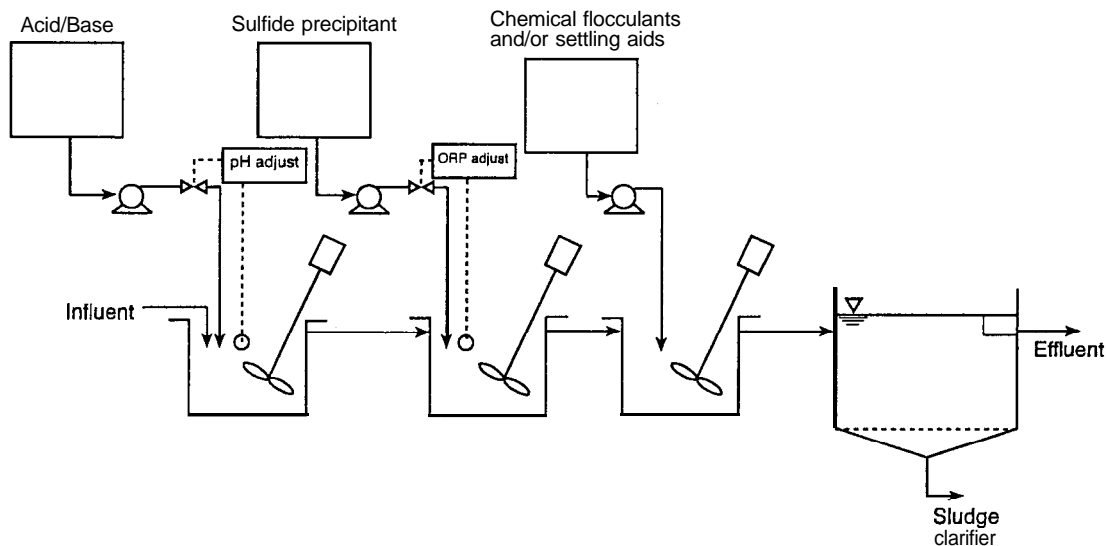 Acid/Base
Sulfide precipitant
Chemical flocculants
and/or settling aids
pH adjust
ORP adjust
Influent
Effluent
Sludge
clarifier